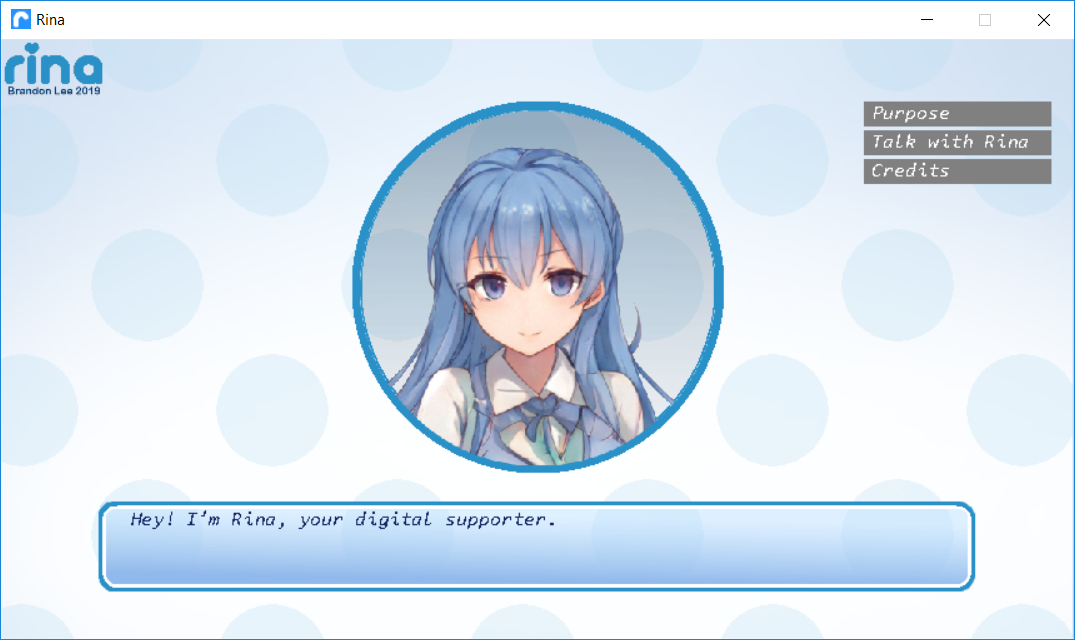 Rina
rina
Brandon Lee 2019
Purpose
Talk with Rina
Credits
Hey! I'm Rina, your digital supporter.